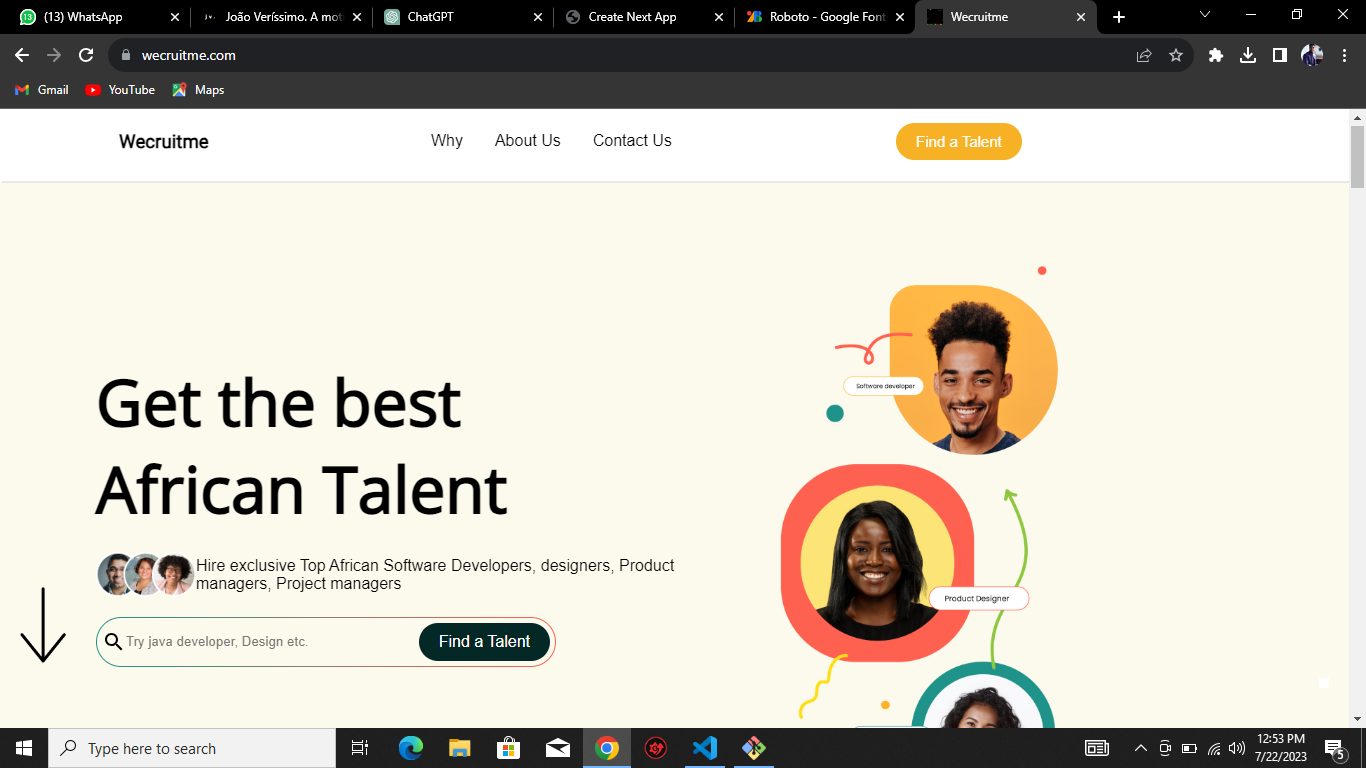 (13) WhatsApp
João Veríssimo. A mot
ChatGPT
Create Next App
Roboto - Google Font
Wecruitme
wecruitme.com
Gmail
YouTube
Maps
Wecruitme
Why
About Us
Contact Us
Find a Talent
Software developer
Get the best
African Talent
Hire exclusive Top African Software Developers, designers, Product
managers, Project managers
Product Designer
Try java developer, Design etc.
Find a Talent
Type here to search
12:53 PM
7/22/2023
5